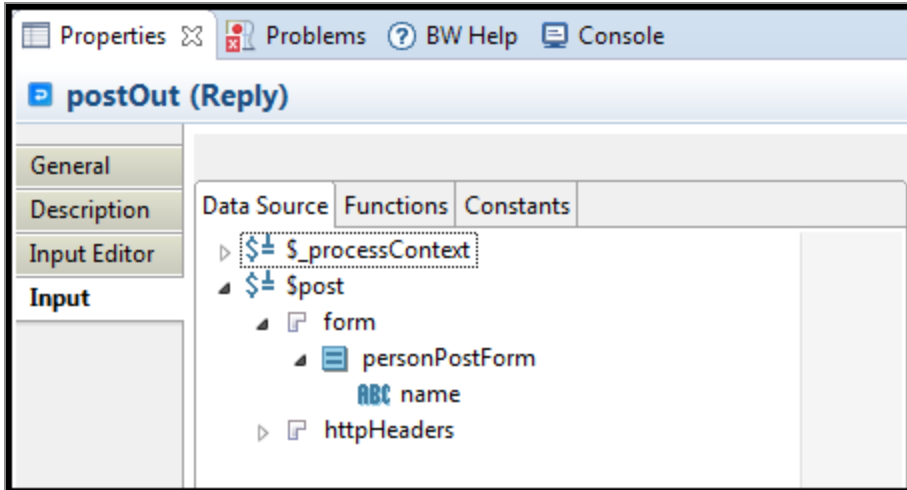 Properties Problems BW Help Console
postOut (Reply)
General
Description
Input Editor
Input
Data Source Functions Constants
$_processContext
$post
form
personPostForm
ABC name
httpHeaders